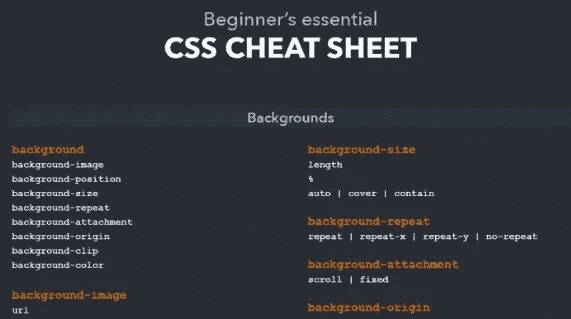 Beginner's essential
CSS CHEAT SHEET
Backgrounds
background
background-image
background-position
background-size
background-repeat
background-attachment
background-origin
background-clip
background-color
background-image
url
background-size
length
%
auto | cover | contain
background-repeat
repeat | repeat-x | repeat-y | no-repeat
background-attachment
scroll | fixed
background-origin